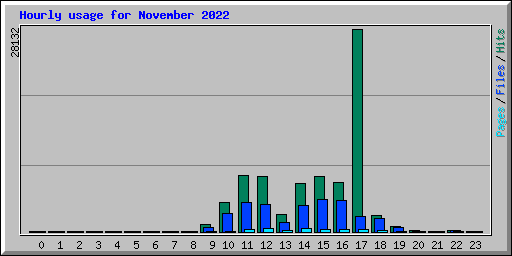 Hourly usage for November 2022
28132
Pages/Files/Hits
0 1 2 3 4 5 6 7 8 9 10 11 12 13 14 15 16 17 18 19 20 21 22 23